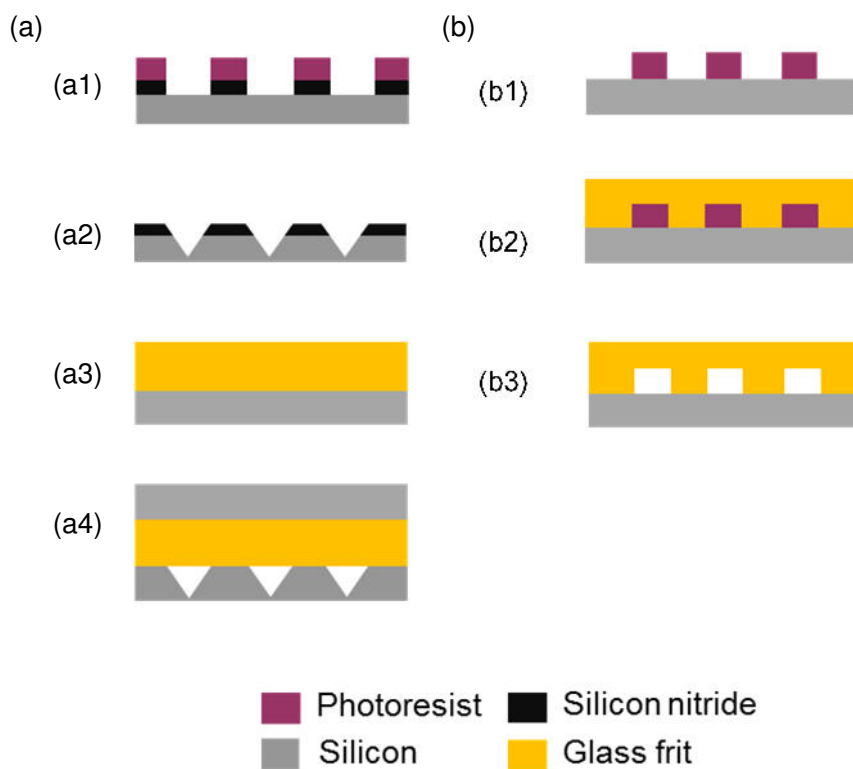 (a)
(a1)
(a2)
(a3)
(a4)
(b)
(b1)
(b2)
(b3)
Photoresist
Silicon nitride
Silicon
Glass frit